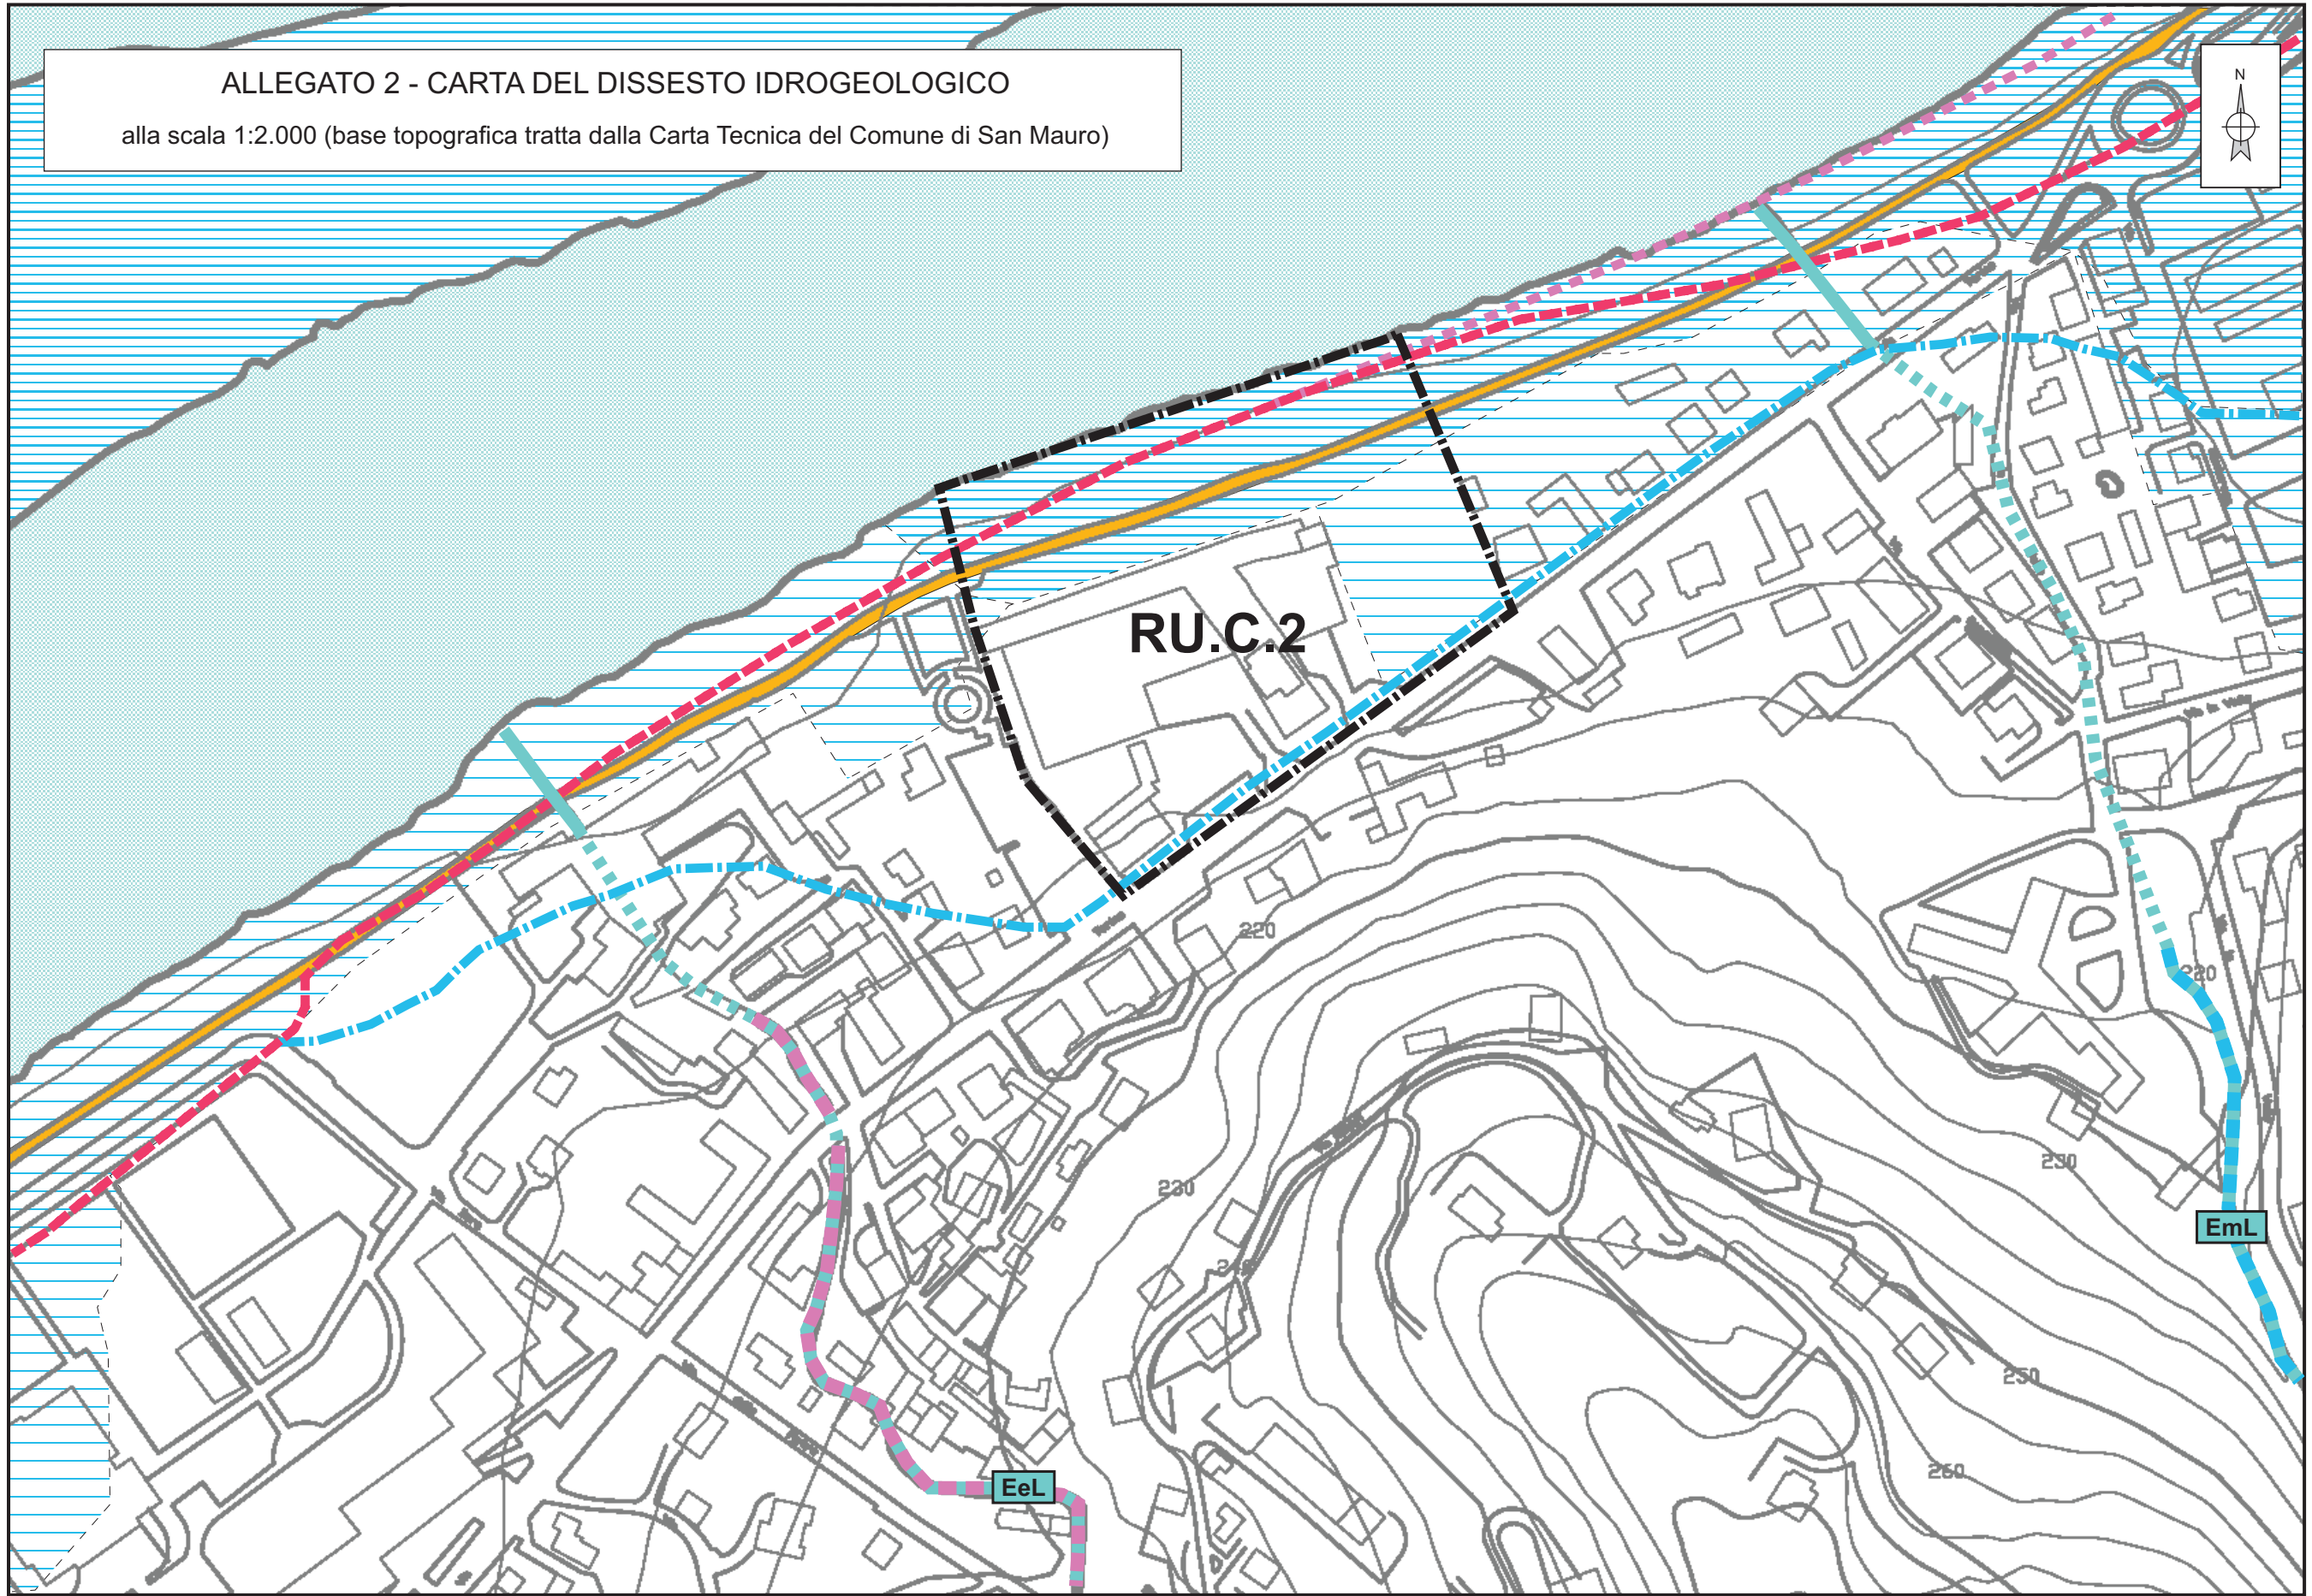 ALLEGATO 2 - CARTA DEL DISSESTO IDROGEOLOGICO
alla scala 1:2.000 (base topografica tratta dalla Carta Tecnica del Comune di San Mauro)
N
RU.C.2
220
220
230
230
EmL
250
260
EeL